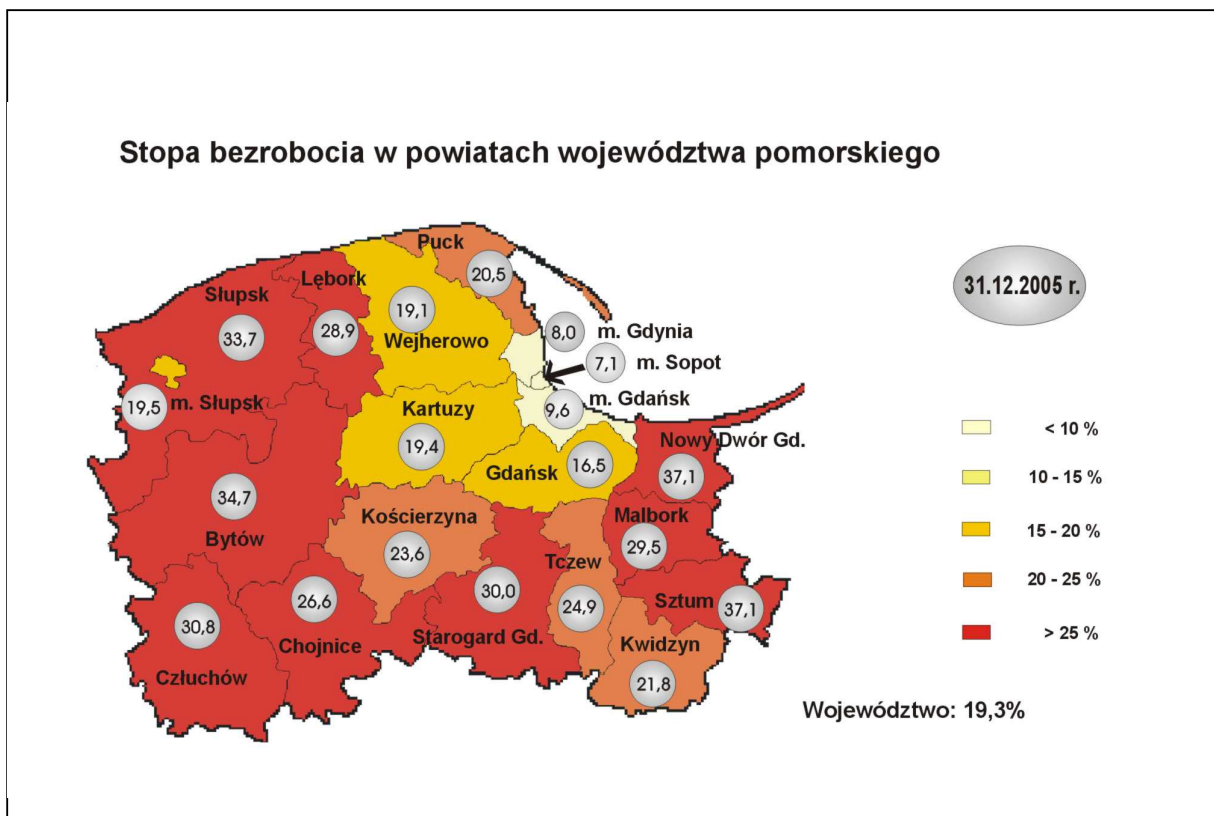 Stopa bezrobocia w powiatach województwa pomorskiego
31.12.2005 r.
Puck
20,5
Lębork
28,9
Słupsk
33,7
19,1
Wejherowo
8,0 m. Gdynia
7,1 m. Sopot
m. Gdańsk
9,6
19,5 m. Słupsk
Kartuzy
19,4
Gdańsk 16,5
Nowy Dwór Gd.
37,1
34,7
Bytów
Kościerzyna
23,6
Malbork
29,5
Tczew
24,9
30,0
Starogard Gd.
26,6
Chojnice
30,8
Człuchów
Sztum 37,1
Kwidzyn
21,8
< 10 %
10 - 15 %
15 - 20 %
20 - 25 %
> 25 %
Województwo: 19,3%